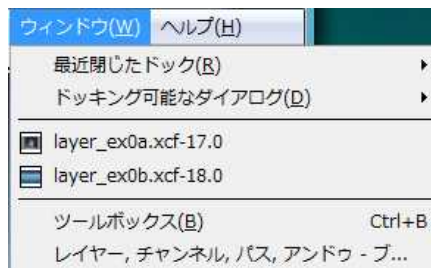 ウィンドウ(W) ヘルプ(H)
最近閉じたドック(R)
ドッキング可能なダイアログ(D)
layer_ex0a.xcf-17.0
layer_ex0b.xcf-18.0
ツールボックス(B) Ctrl+B
レイヤー, チャンネル, パス, アンドゥ - ブ...